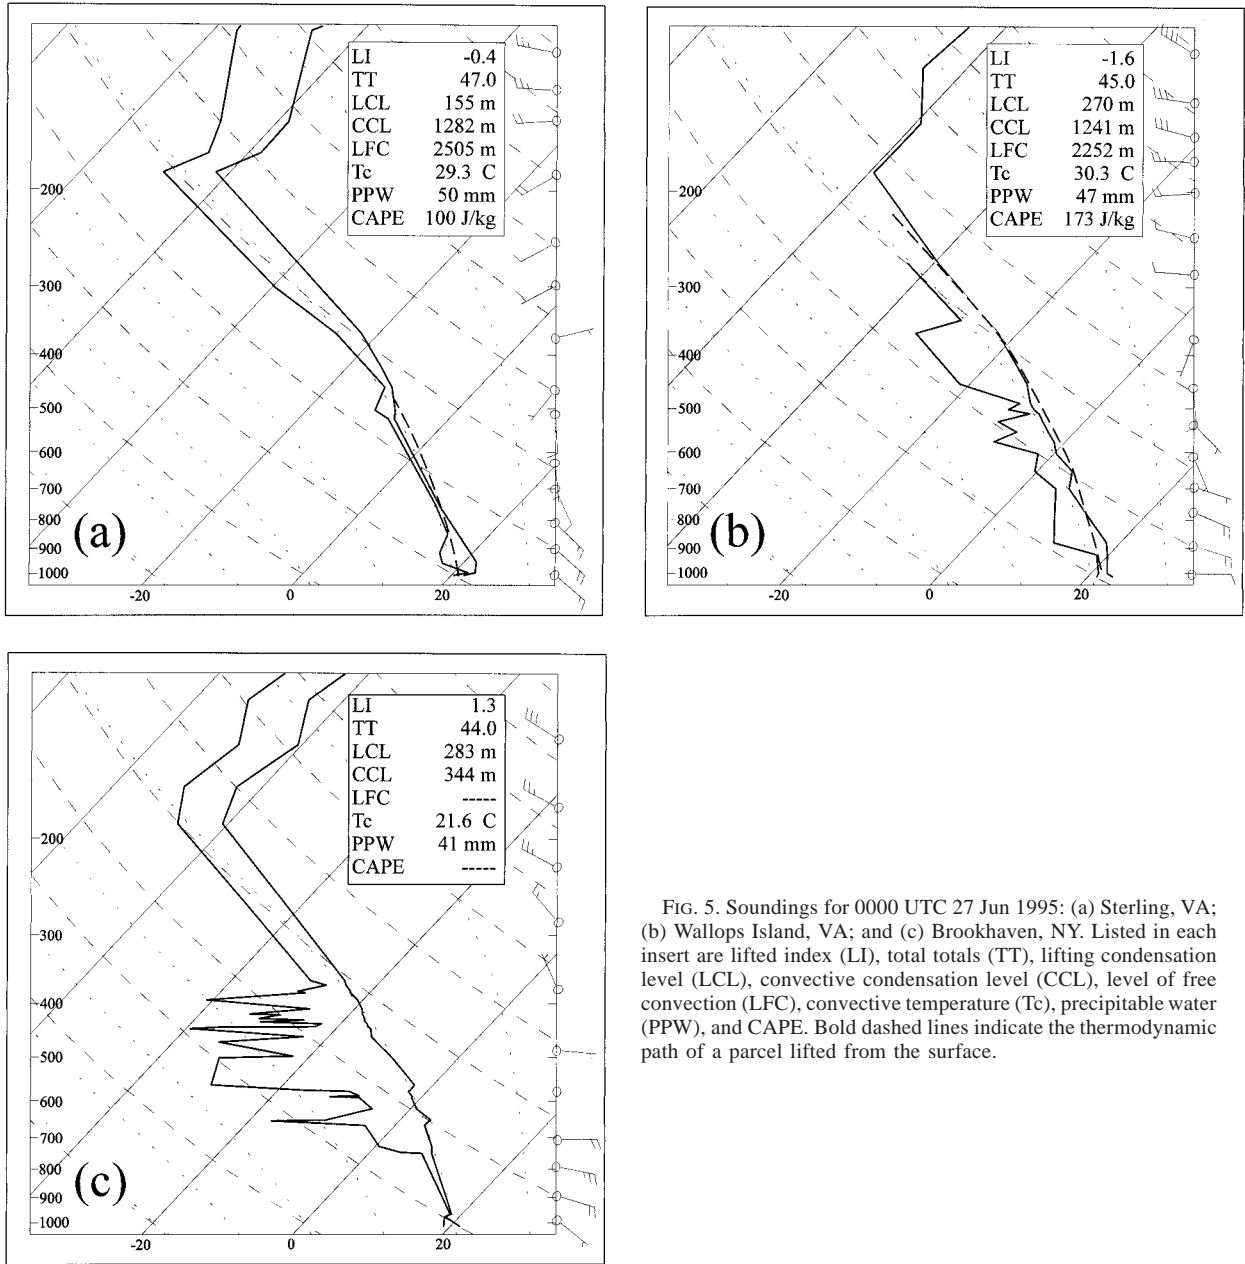 LI -0.4
TT 47.0
LCL 155 m
CCL 1282 m
LFC 2505 m
Tc 29.3 C
PPW 50 mm
CAPE 100 J/kg
200
300
400
500
600
700
800
900
1000
(a)
-20 0 20
LI -1.6
TT 45.0
LCL 270 m
CCL 1241 m
LFC 2252 m
Tc 30.3 C
PPW 47 mm
CAPE 173 J/kg
200
300
400
500
600
700
800
900
1000
(b)
-20 0 20
LI 1.3
TT 44.0
LCL 283 m
CCL 344 m
LFC -----
Tc 21.6 C
PPW 41 mm
CAPE -----
200
300
400
500
600
700
800
900
1000
(c)
-20 0 20
FIG. 5. Soundings for 0000 UTC 27 Jun 1995: (a) Sterling, VA;
(b) Wallops Island, VA; and (c) Brookhaven, NY. Listed in each
insert are lifted index (LI), total totals (TT), lifting condensation
level (LCL), convective condensation level (CCL), level of free
convection (LFC), convective temperature (Tc), precipitable water
(PPW), and CAPE. Bold dashed lines indicate the thermodynamic
path of a parcel lifted from the surface.